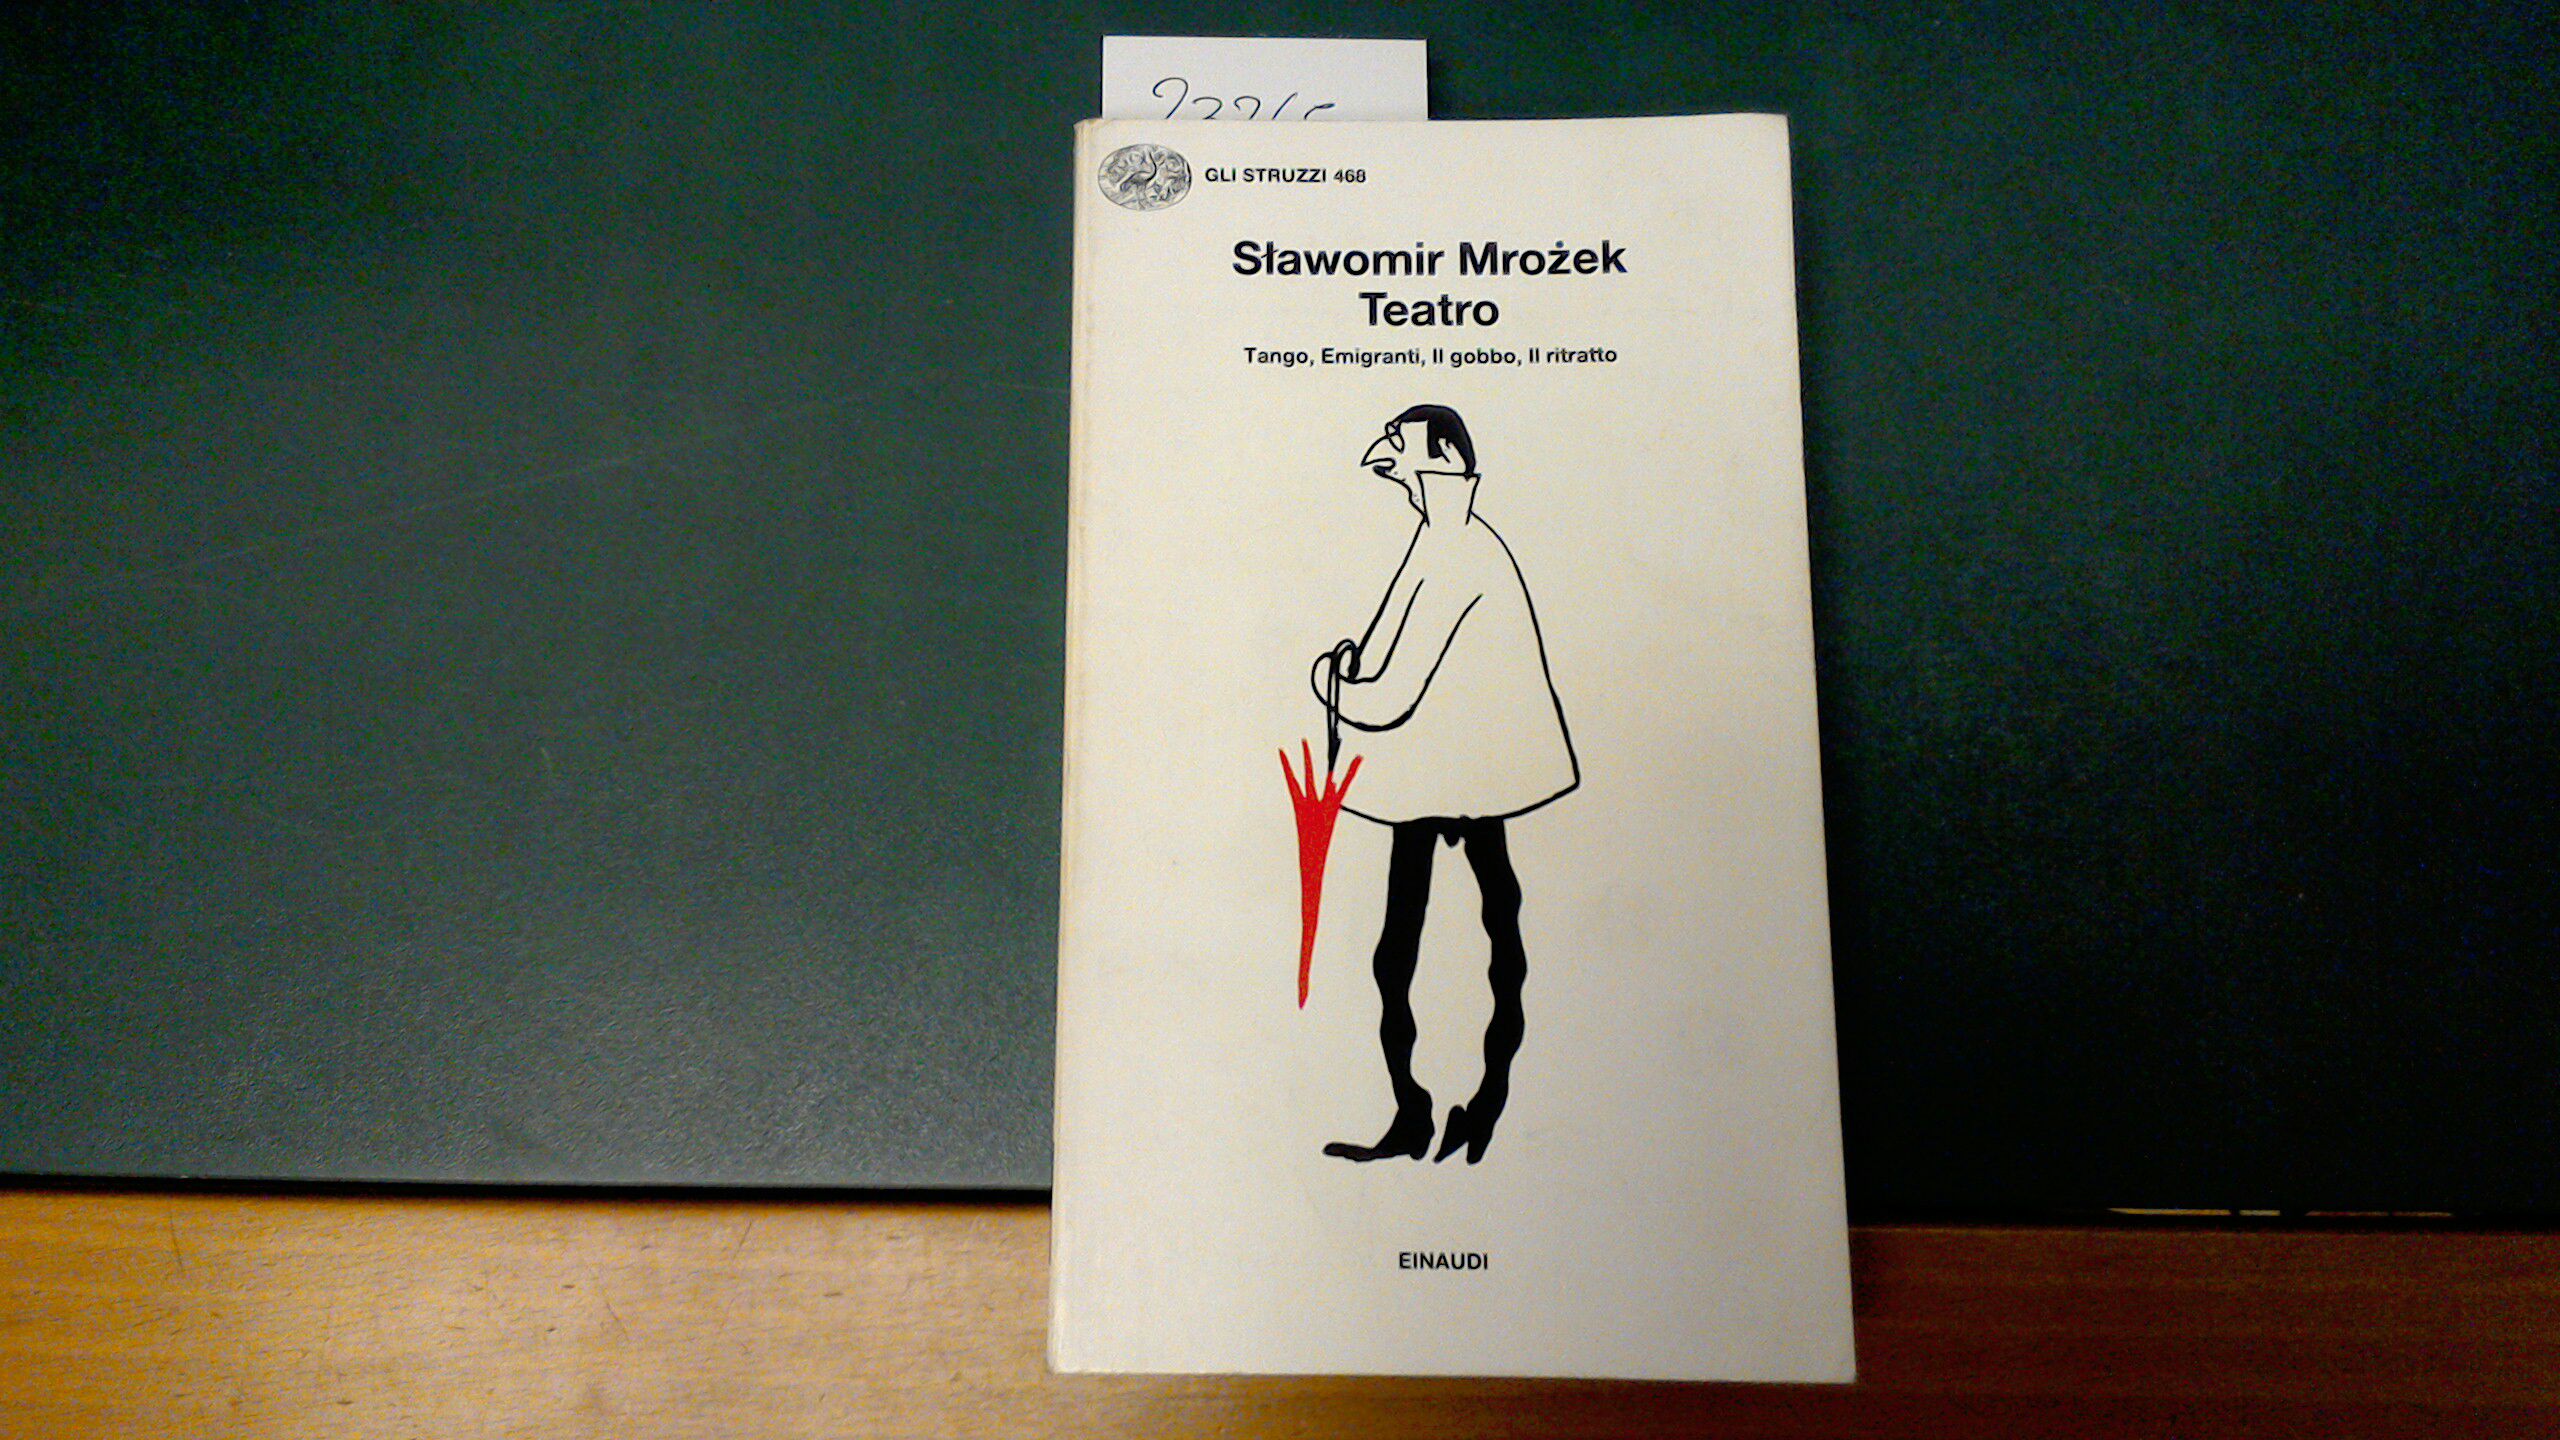 GLI STRUZZI 468
Sławomir Mrożek
Teatro
Tango, Emigranti, Il gobbo, Il ritratto
EINAUDI